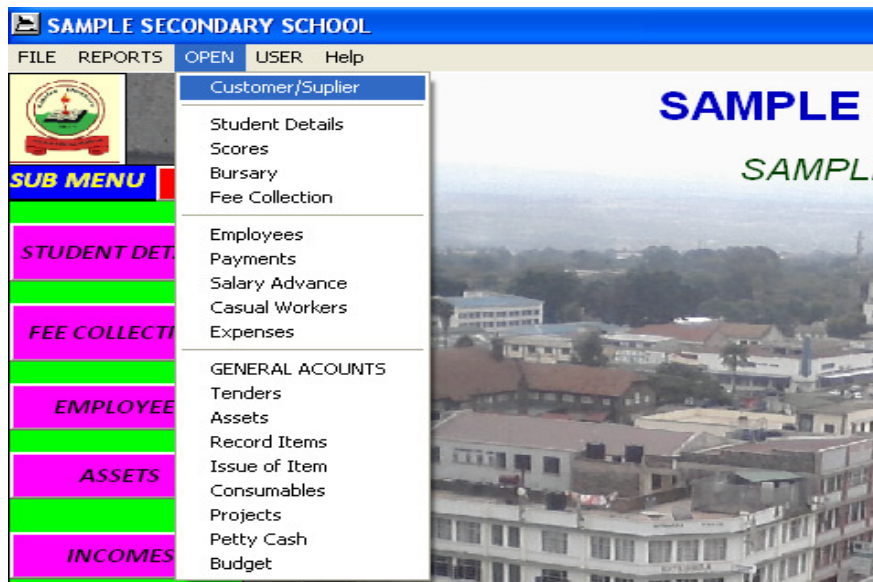 SAMPLE SECONDARY SCHOOL
FILE REPORTS OPEN USER Help
Customer/Suplier
Student Details
Scores
Bursary
Fee Collection
Employees
Payments
Salary Advance
Casual Workers
Expenses
GENERAL ACOUNTS
Tenders
Assets
Record Items
Issue of Item
Consumables
Projects
Petty Cash
Budget
SUB MENU
STUDENT DET
FEE COLLECTI
EMPLOYEE
ASSETS
INCOMES
SAMPLE
SAMPL